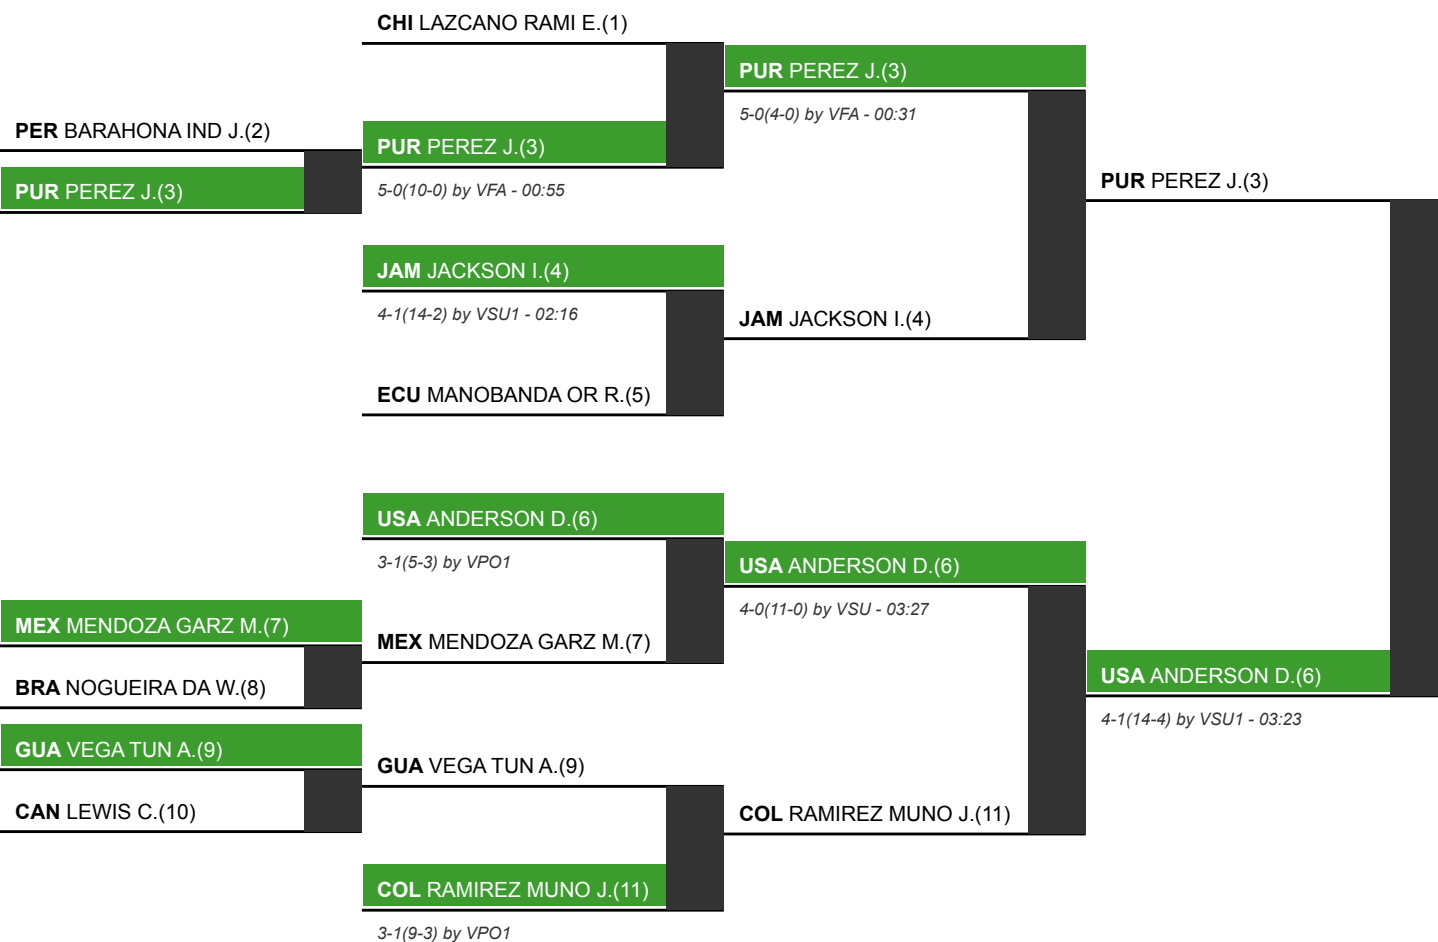 CHI LAZCANO RAMI E.(1)
PUR PEREZ J.(3)
5-0(4-0) by VFA - 00:31
PER BARAHONA IND J.(2)
PUR PEREZ J.(3)
PUR PEREZ J.(3)
5-0(10-0) by VFA - 00:55
PUR PEREZ J.(3)
JAM JACKSON I.(4)
4-1(14-2) by VSU1 - 02:16
JAM JACKSON I.(4)
ECU MANOBANDA OR R.(5)
USA ANDERSON D.(6)
3-1(5-3) by VPO1
USA ANDERSON D.(6)
4-0(11-0) by VSU - 03:27
MEX MENDOZA GARZ M.(7)
MEX MENDOZA GARZ M.(7)
BRA NOGUEIRA DA W.(8)
USA ANDERSON D.(6)
4-1(14-4) by VSU1 - 03:23
GUA VEGA TUN A.(9)
GUA VEGA TUN A.(9)
CAN LEWIS C.(10)
COL RAMIREZ MUNO J.(11)
COL RAMIREZ MUNO J.(11)
3-1(9-3) by VPO1